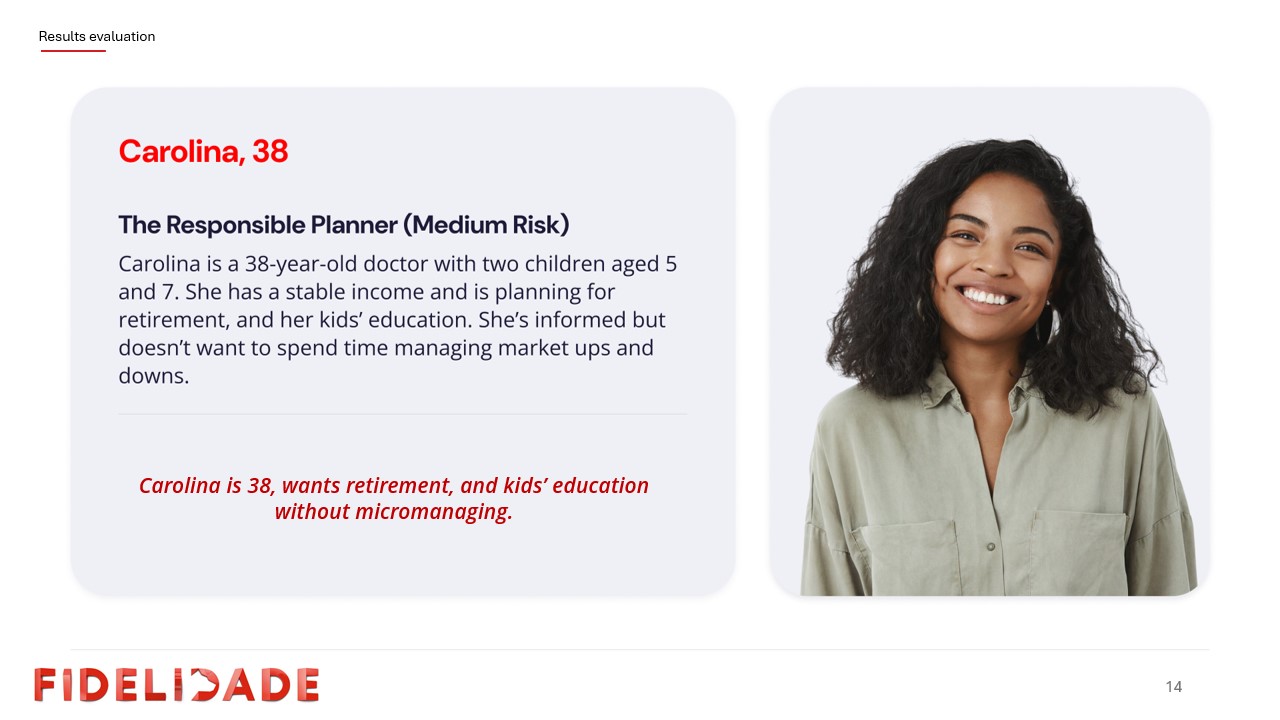 Results evaluation
Carolina, 38
The Responsible Planner (Medium Risk)
Carolina is a 38-year-old doctor with two children aged 5
and 7. She has a stable income and is planning for
retirement, and her kids’ education. She’s informed but
doesn’t want to spend time managing market ups and
downs.
Carolina is 38, wants retirement, and kids’ education
without micromanaging.
FIDELIDADE
14